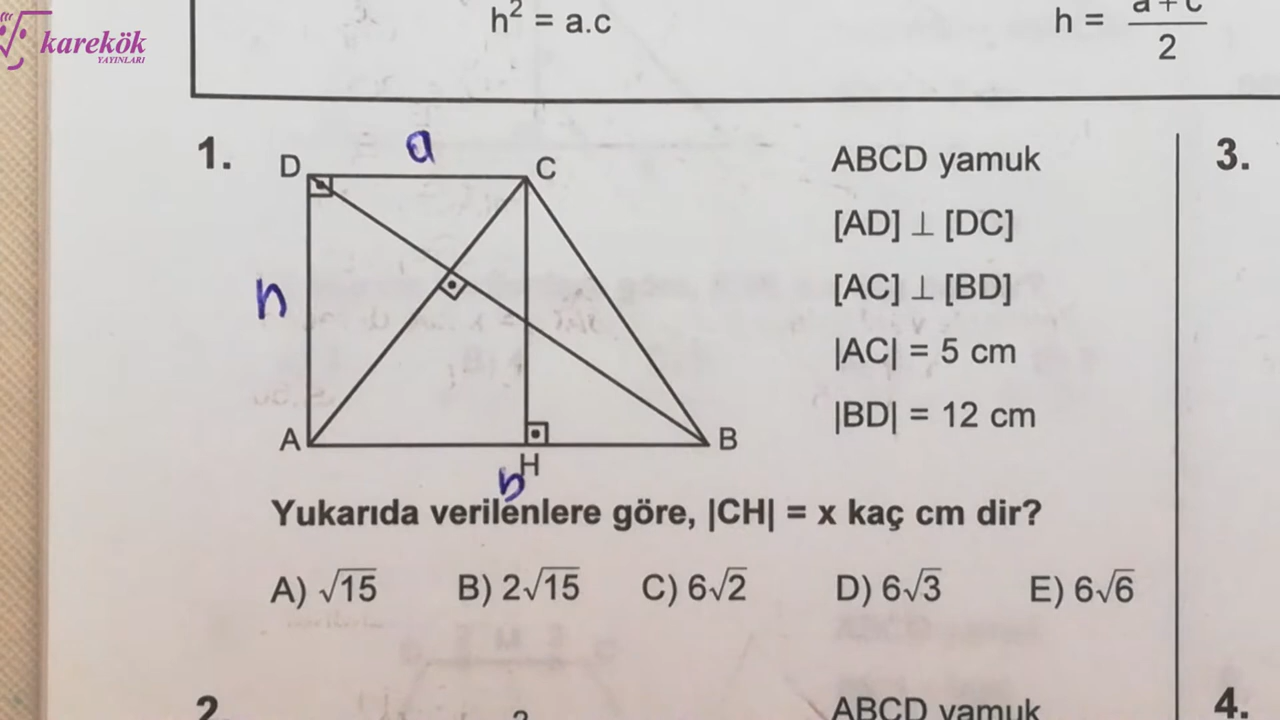 karekök
YAYINLARI
h² = a.c
h = a + c / 2
1.
a
D
C
h
A
H
B
b
ABCD yamuk
[AD] ⊥ [DC]
[AC] ⊥ [BD]
|AC| = 5 cm
|BD| = 12 cm
3.
Yukarıda verilenlere göre, |CH| = x kaç cm dir?
A) √15 B) 2√15 C) 6√2 D) 6√3 E) 6√6
2.
2
ABCD yamuk
4.